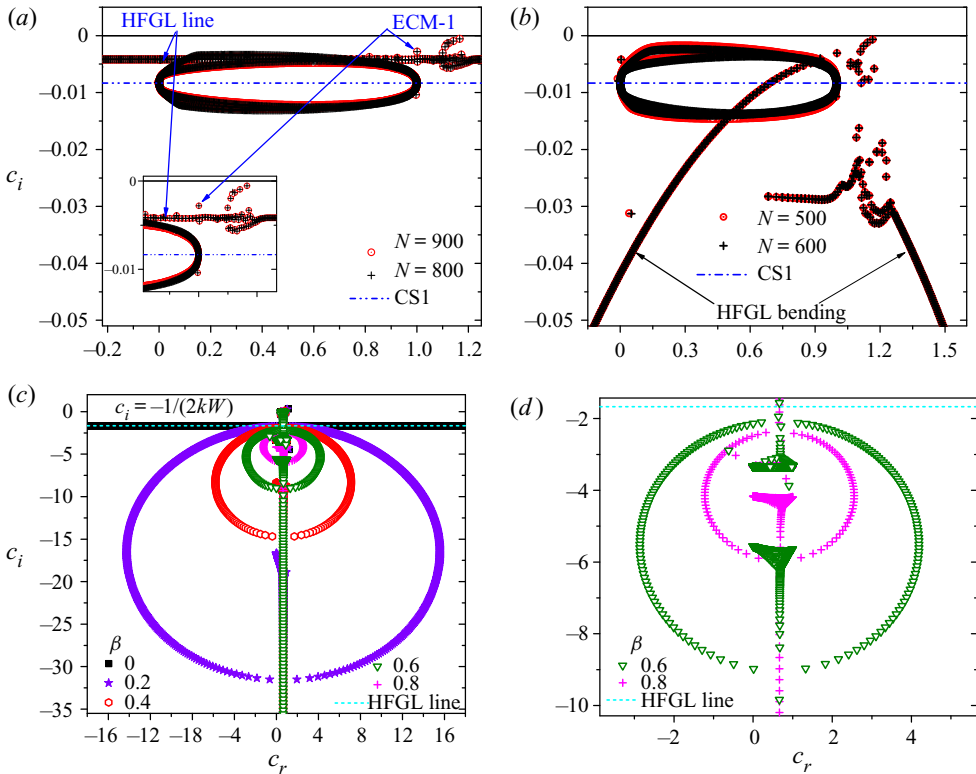 (a)
HFGL line
ECM-1
0
–0.01
–0.02
–0.03
–0.04
–0.05
c_i
0
–0.01
N = 900
N = 800
CS1
–0.2 0 0.2 0.4 0.6 0.8 1.0 1.2
(b)
0
–0.01
–0.02
–0.03
–0.04
–0.05
N = 500
N = 600
CS1
HFGL bending
0 0.3 0.6 0.9 1.2 1.5
(c)
c_i = –1/(2kW)
0
–5
–10
–15
–20
–25
–30
–35
c_i
β
0
0.2
0.4
0.6
0.8
HFGL line
–16 –12 –8 –4 0 4 8 12 16
c_r
(d)
–2
–4
–6
–8
–10
β
0.6
0.8
HFGL line
–4 –2 0 2 4
c_r